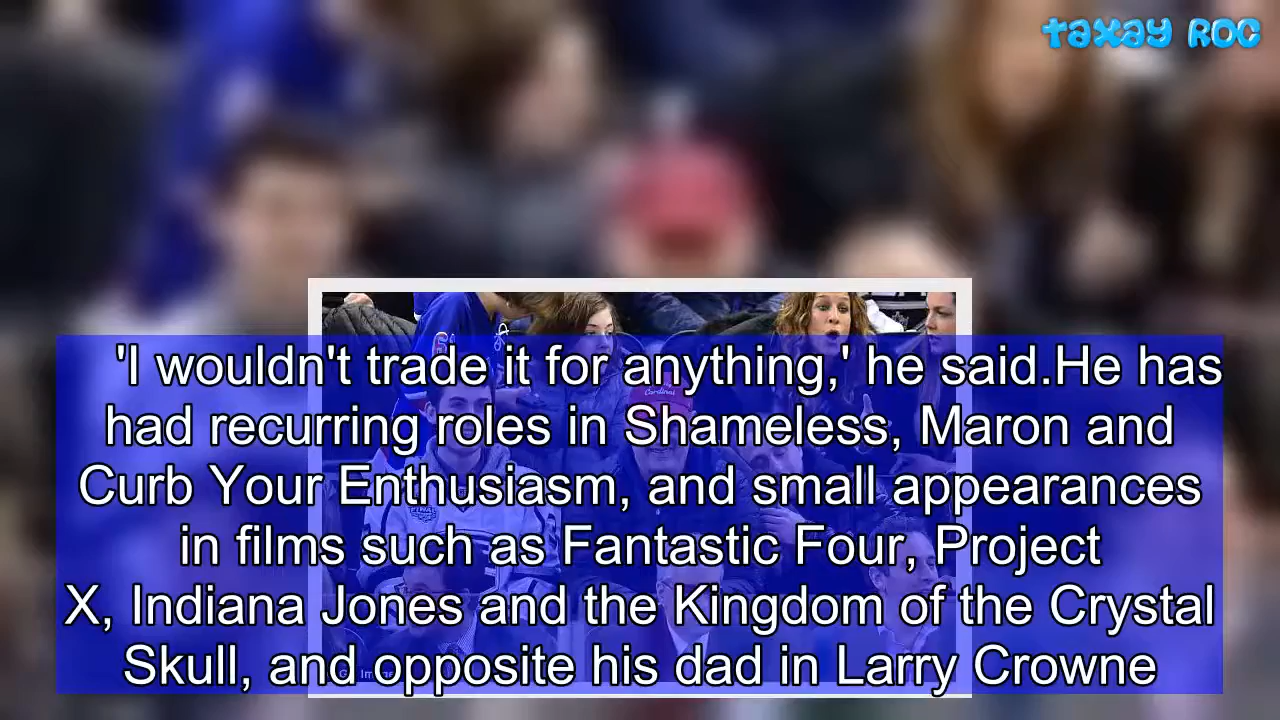 TAXAY ROC
'I wouldn't trade it for anything,' he said.He has
had recurring roles in Shameless, Maron and
Curb Your Enthusiasm, and small appearances
in films such as Fantastic Four, Project
X, Indiana Jones and the Kingdom of the Crystal
Skull, and opposite his dad in Larry Crowne
Cardinals